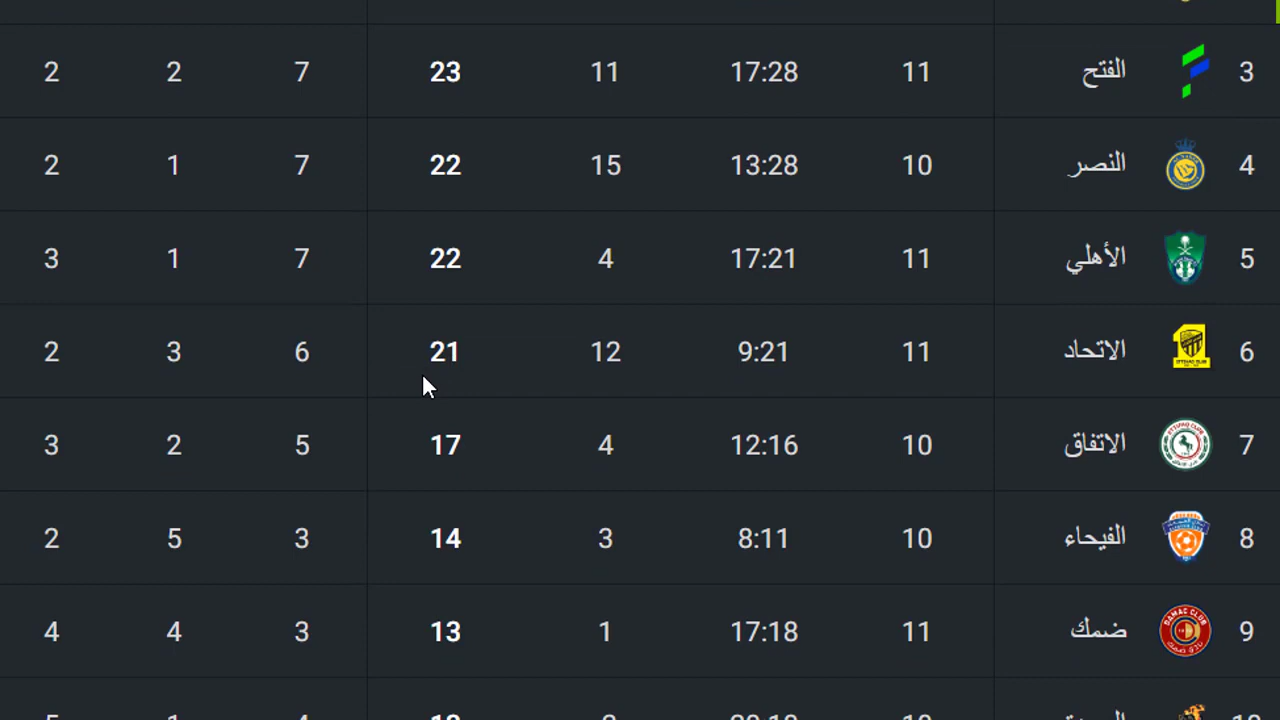 3 الفتح 11 17:28 11 23 7 2 2
4 النصر 10 13:28 15 22 7 1 2
5 الأهلي 11 17:21 4 22 7 1 3
6 الاتحاد 11 9:21 12 21 6 3 2
7 الاتفاق 10 12:16 4 17 5 2 3
8 الفيحاء 10 8:11 3 14 3 5 2
9 ضمك 11 17:18 1 13 3 4 4